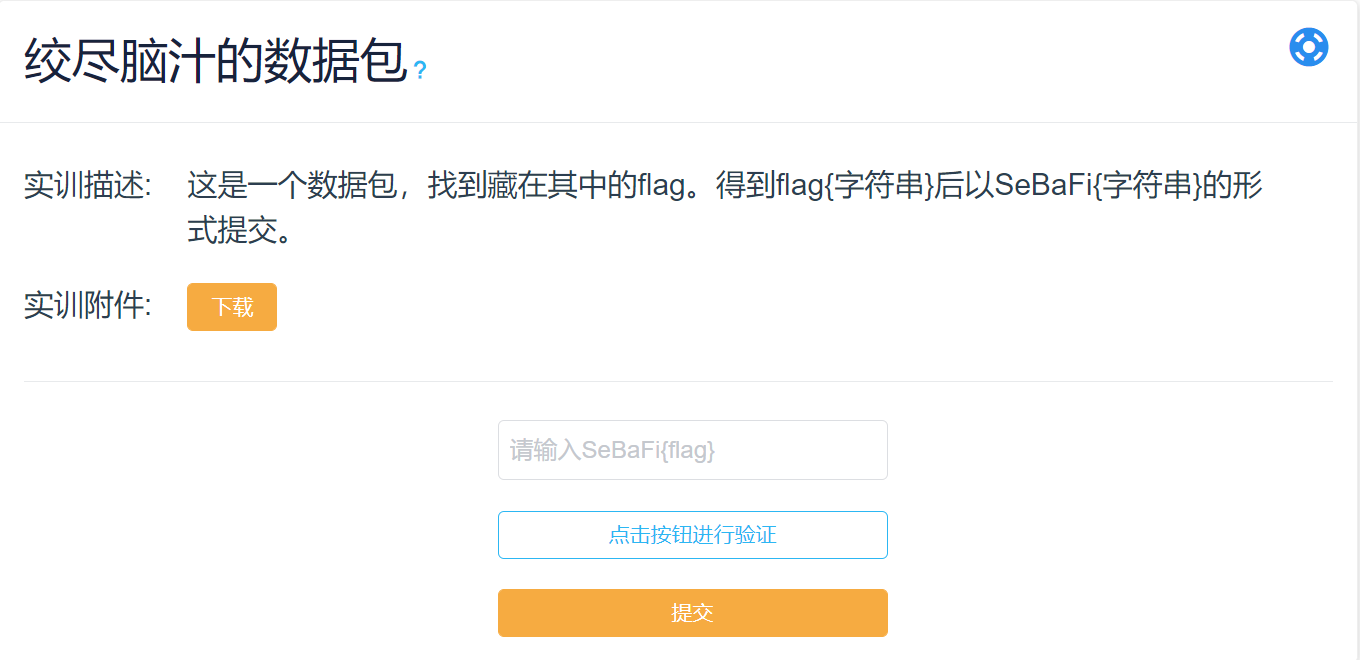 绞尽脑汁的数据包?
实训描述: 这是一个数据包，找到藏在其中的flag。得到flag{字符串}后以SeBaFi{字符串}的形
式提交。
实训附件: 下载
请输入SeBaFi{flag}
点击按钮进行验证
提交